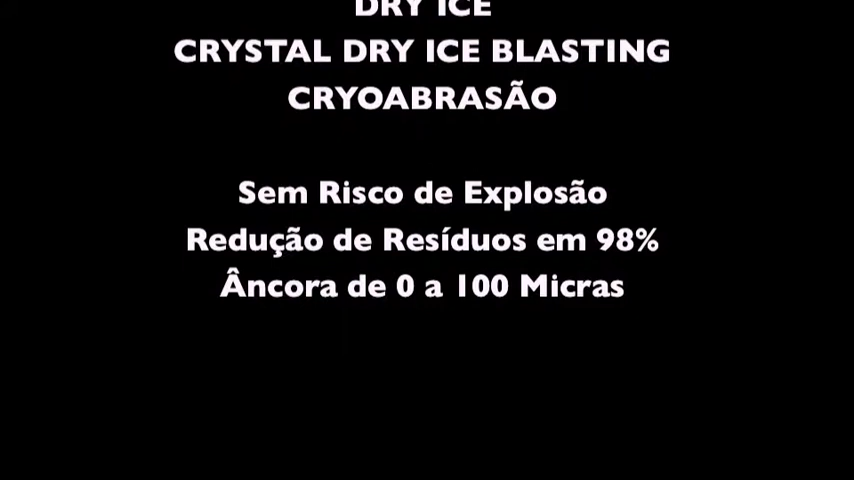 DRY ICE
CRYSTAL DRY ICE BLASTING
CRYOABRASÃO
Sem Risco de Explosão
Redução de Resíduos em 98%
Âncora de 0 a 100 Micras